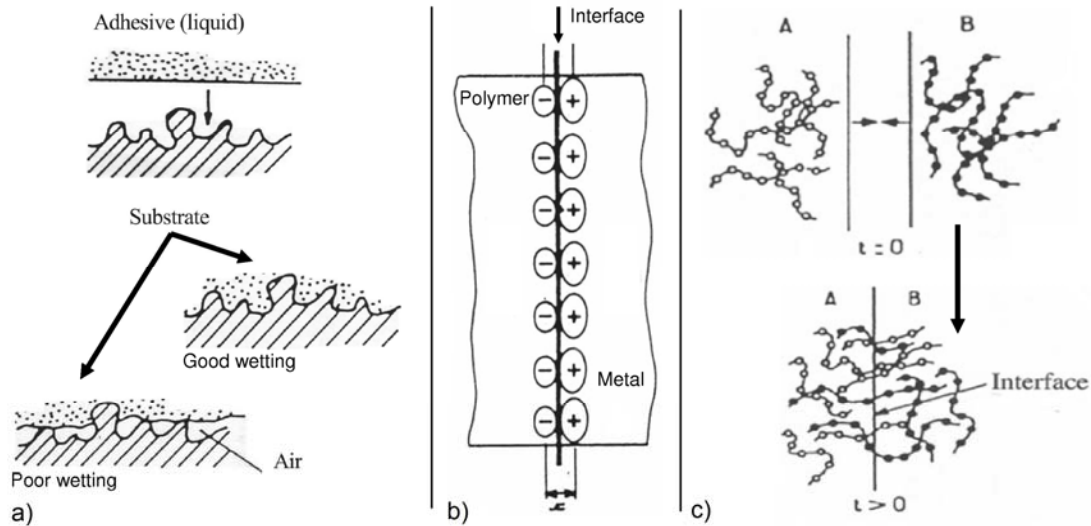 Adhesive (liquid)
Substrate
Good wetting
Air
Poor wetting
a)
Interface
Polymer
− +
− +
− +
− +
− +
− +
− +
Metal
b)
A B
t = 0
A B
Interface
t > 0
c)